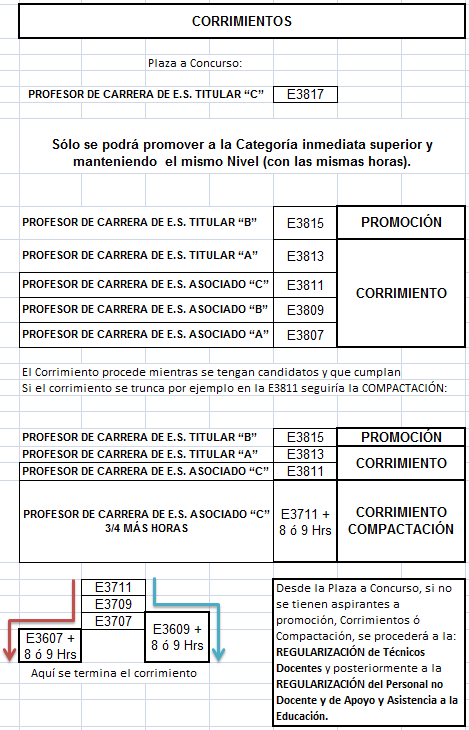 CORRIMIENTOS
Plaza a Concurso:
PROFESOR DE CARRERA DE E.S. TITULAR “C” E3817
Sólo se podrá promover a la Categoría inmediata superior y
manteniendo el mismo Nivel (con las mismas horas).
PROFESOR DE CARRERA DE E.S. TITULAR “B” E3815 PROMOCIÓN
PROFESOR DE CARRERA DE E.S. TITULAR “A” E3813
PROFESOR DE CARRERA DE E.S. ASOCIADO “C” E3811
CORRIMIENTO
PROFESOR DE CARRERA DE E.S. ASOCIADO “B” E3809
PROFESOR DE CARRERA DE E.S. ASOCIADO “A” E3807
El Corrimiento procede mientras se tengan candidatos y que cumplan
Si el corrimiento se trunca por ejemplo en la E3811 seguiría la COMPACTACIÓN:
PROFESOR DE CARRERA DE E.S. TITULAR “B” E3815 PROMOCIÓN
PROFESOR DE CARRERA DE E.S. TITULAR “A” E3813
CORRIMIENTO
PROFESOR DE CARRERA DE E.S. ASOCIADO “C” E3811
PROFESOR DE CARRERA DE E.S. ASOCIADO “C”
3/4 MÁS HORAS
E3711 +
8 ó 9 Hrs
CORRIMIENTO
COMPACTACIÓN
E3711
E3709
E3707
E3607 +
8 ó 9 Hrs
E3609 +
8 ó 9 Hrs
Aquí se termina el corrimiento
Desde la Plaza a Concurso, si no
se tienen aspirantes a
promoción, Corrimientos ó
Compactación, se procederá a la:
REGULARIZACIÓN de Técnicos
Docentes y posteriormente a la
REGULARIZACIÓN del Personal no
Docente y de Apoyo y Asistencia a la
Educación.